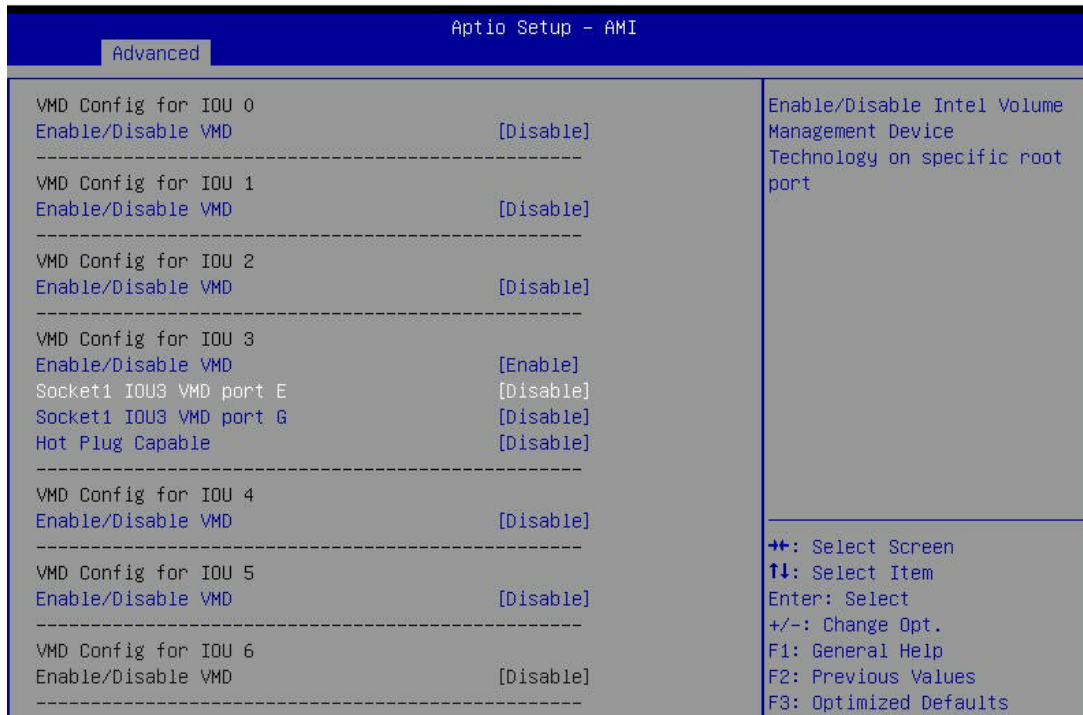 Aptio Setup – AMI
Advanced
VMD Config for IOU 0
Enable/Disable VMD [Disable]
------------------------------------------------------
VMD Config for IOU 1
Enable/Disable VMD [Disable]
------------------------------------------------------
VMD Config for IOU 2
Enable/Disable VMD [Disable]
------------------------------------------------------
VMD Config for IOU 3
Enable/Disable VMD [Enable]
Socket1 IOU3 VMD port E [Disable]
Socket1 IOU3 VMD port G [Disable]
Hot Plug Capable [Disable]
------------------------------------------------------
VMD Config for IOU 4
Enable/Disable VMD [Disable]
------------------------------------------------------
VMD Config for IOU 5
Enable/Disable VMD [Disable]
------------------------------------------------------
VMD Config for IOU 6
Enable/Disable VMD [Disable]
------------------------------------------------------
Enable/Disable Intel Volume
Management Device
Technology on specific root
port
→←: Select Screen
↑↓: Select Item
Enter: Select
+/-: Change Opt.
F1: General Help
F2: Previous Values
F3: Optimized Defaults